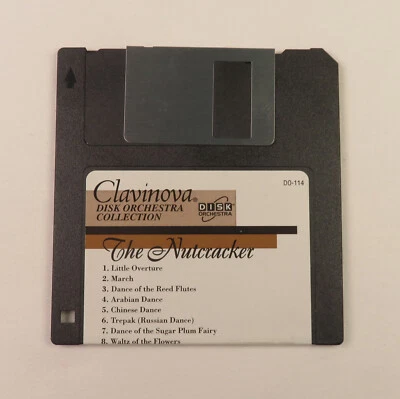 Clavinova®
DISK ORCHESTRA
COLLECTION
DISK
ORCHESTRA
DO-114
The Nutcracker
1. Little Overture
2. March
3. Dance of the Reed Flutes
4. Arabian Dance
5. Chinese Dance
6. Trepak (Russian Dance)
7. Dance of the Sugar Plum Fairy
8. Waltz of the Flowers